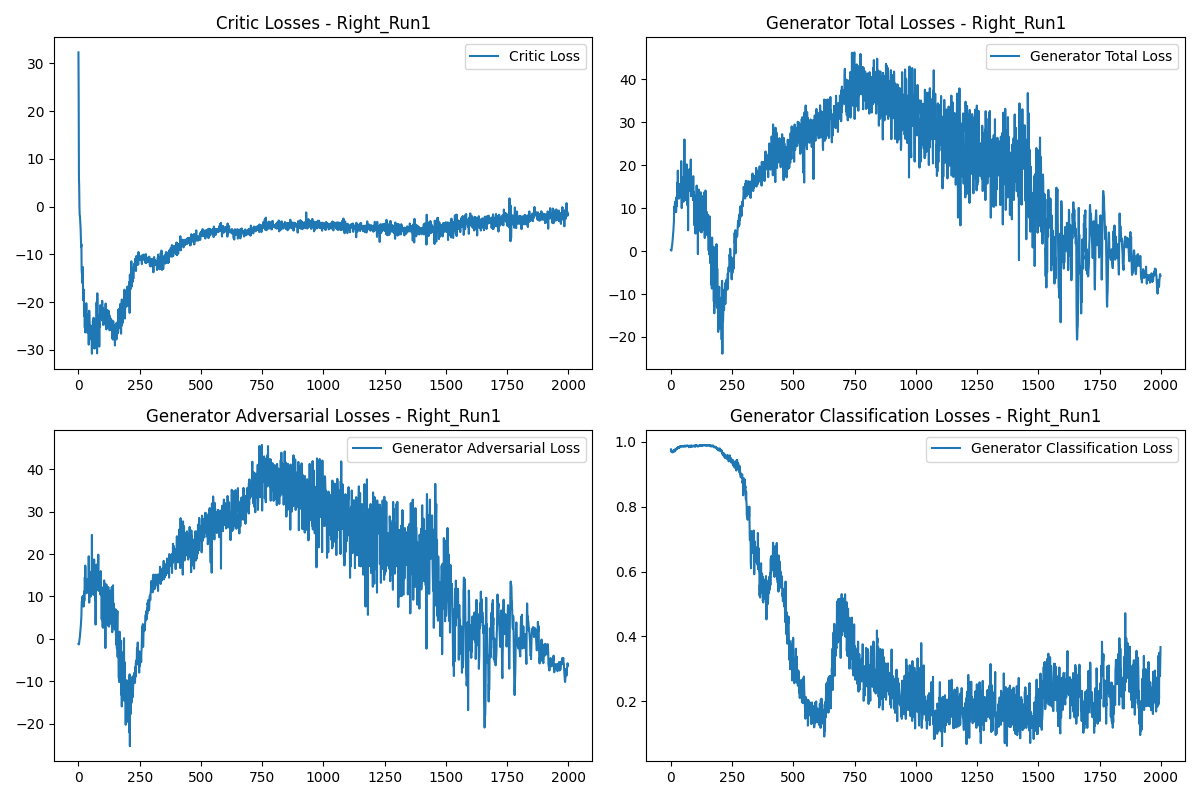 Critic Losses - Right_Run1
Critic Loss
30
20
10
0
−10
−20
−30
0 250 500 750 1000 1250 1500 1750 2000
Generator Total Losses - Right_Run1
Generator Total Loss
40
30
20
10
0
−10
−20
0 250 500 750 1000 1250 1500 1750 2000
Generator Adversarial Losses - Right_Run1
Generator Adversarial Loss
40
30
20
10
0
−10
−20
0 250 500 750 1000 1250 1500 1750 2000
Generator Classification Losses - Right_Run1
Generator Classification Loss
1.0
0.8
0.6
0.4
0.2
0 250 500 750 1000 1250 1500 1750 2000